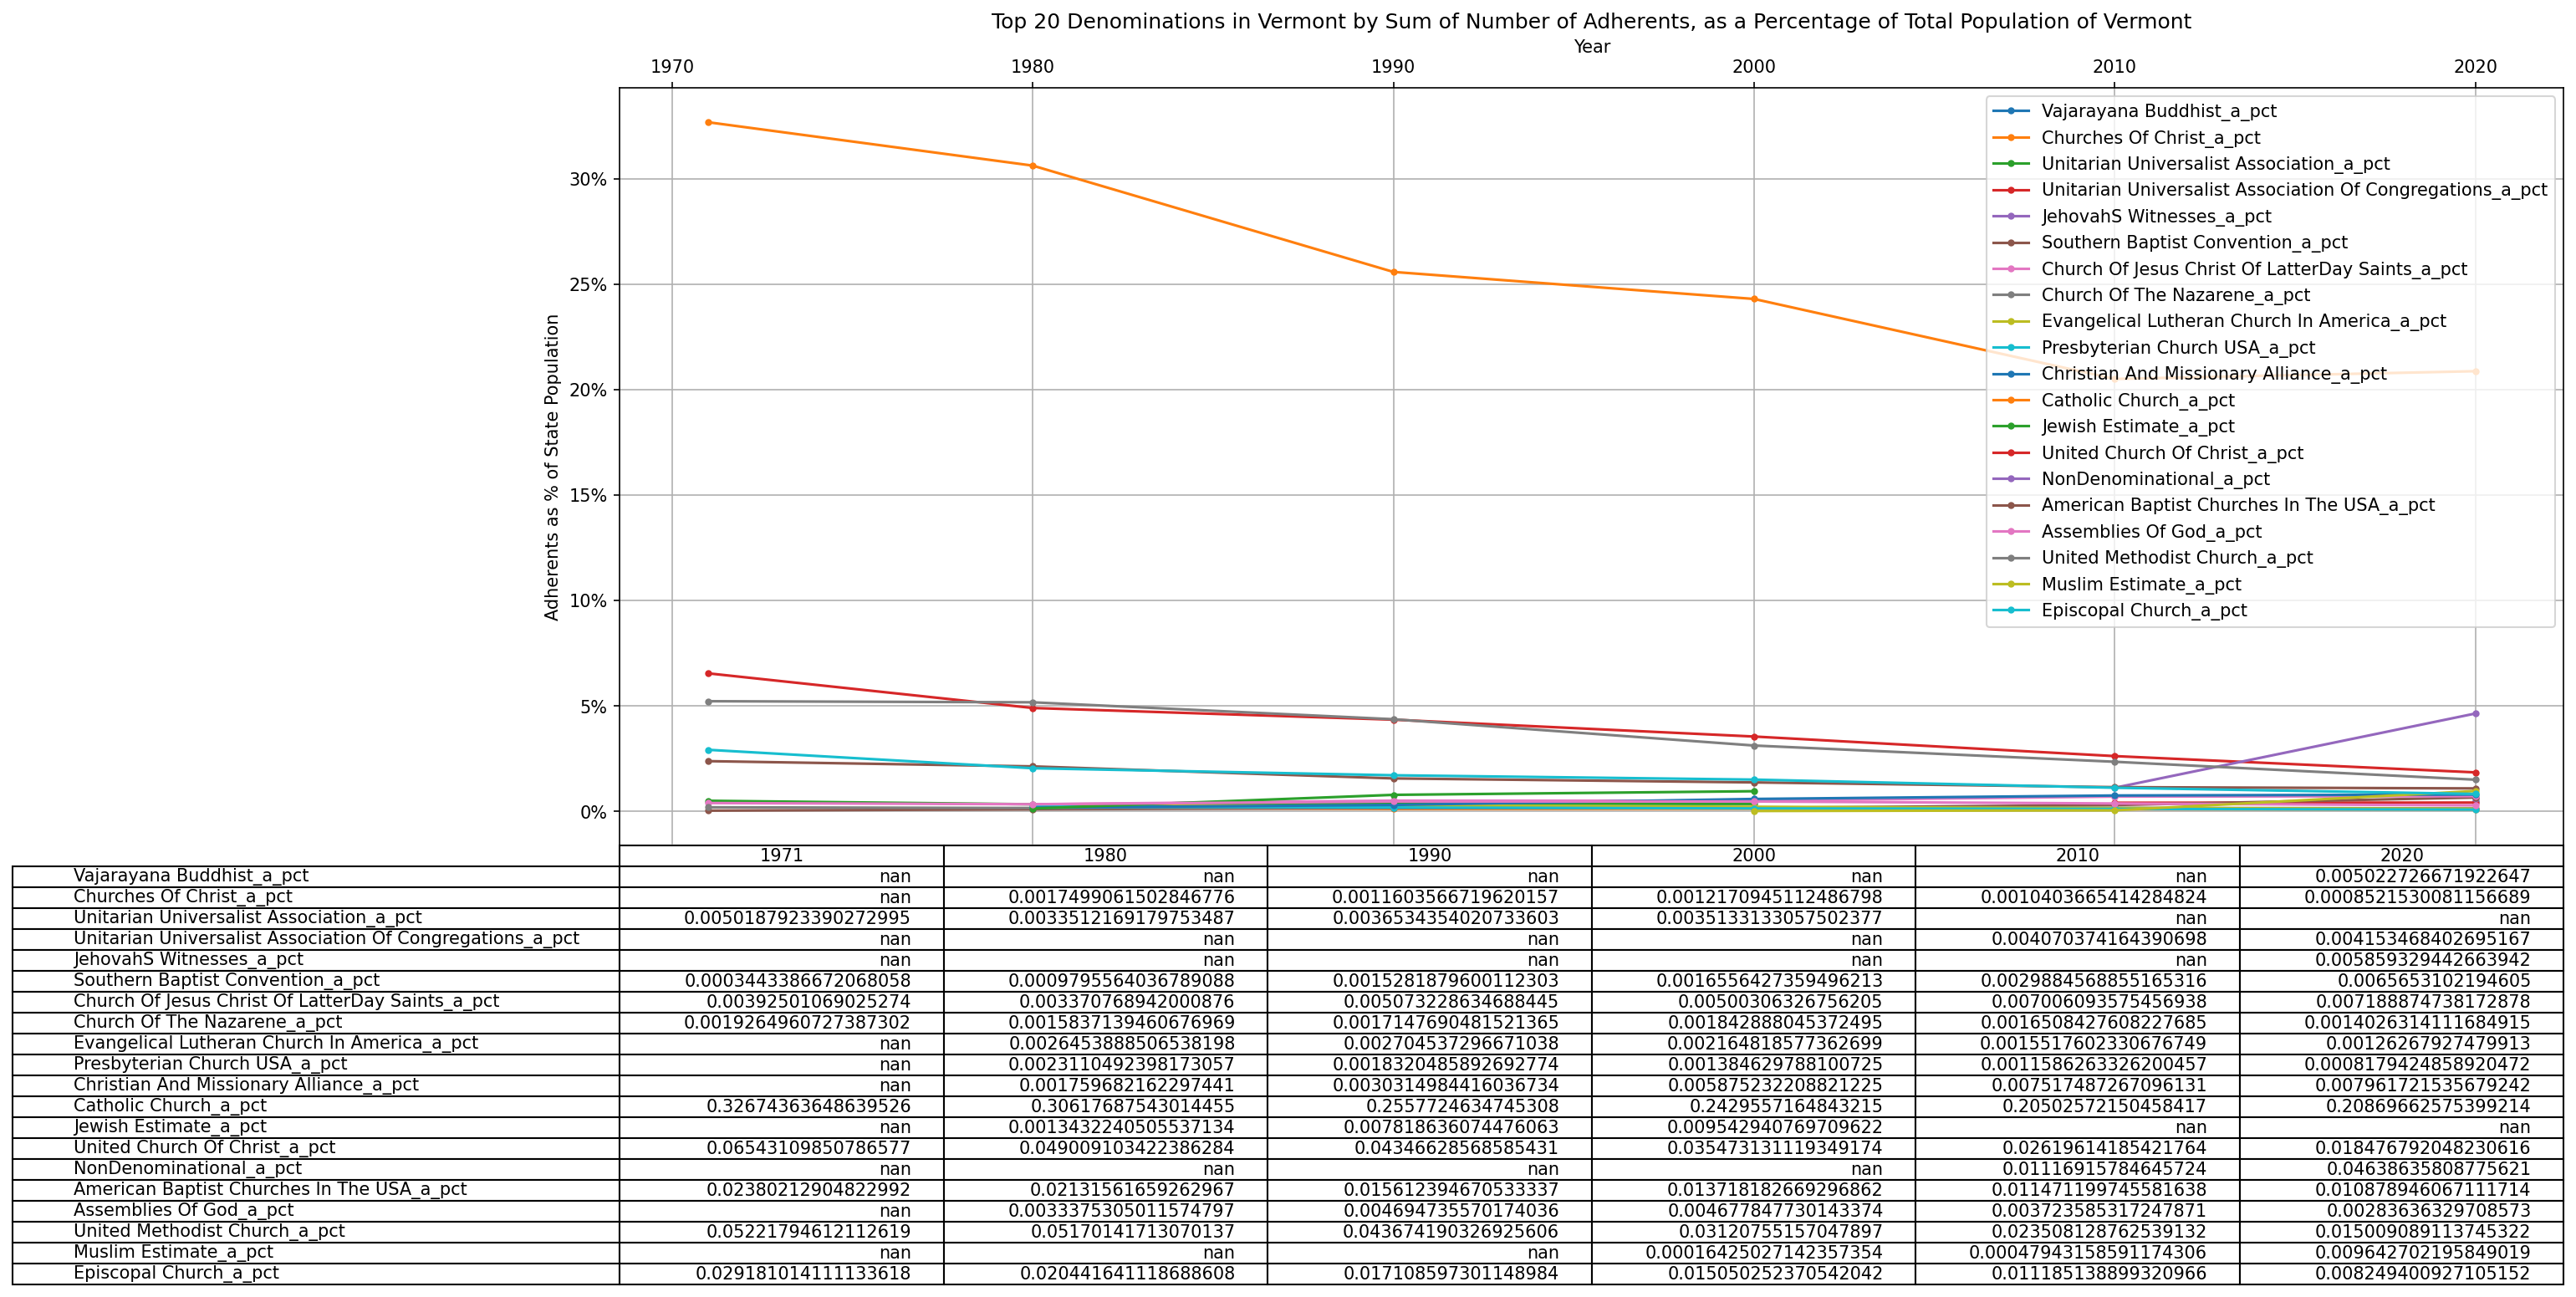 Top 20 Denominations in Vermont by Sum of Number of Adherents, as a Percentage of Total Population of Vermont
Year
1970 1980 1990 2000 2010 2020
Adherents as % of State Population
30%
25%
20%
15%
10%
5%
0%
Vajarayana Buddhist_a_pct
Churches Of Christ_a_pct
Unitarian Universalist Association_a_pct
Unitarian Universalist Association Of Congregations_a_pct
JehovahS Witnesses_a_pct
Southern Baptist Convention_a_pct
Church Of Jesus Christ Of LatterDay Saints_a_pct
Church Of The Nazarene_a_pct
Evangelical Lutheran Church In America_a_pct
Presbyterian Church USA_a_pct
Christian And Missionary Alliance_a_pct
Catholic Church_a_pct
Jewish Estimate_a_pct
United Church Of Christ_a_pct
NonDenominational_a_pct
American Baptist Churches In The USA_a_pct
Assemblies Of God_a_pct
United Methodist Church_a_pct
Muslim Estimate_a_pct
Episcopal Church_a_pct
1971 1980 1990 2000 2010 2020
Vajarayana Buddhist_a_pct nan nan nan nan nan 0.005022726671922647
Churches Of Christ_a_pct nan 0.0017499061502846776 0.0011603566719620157 0.0012170945112486798 0.0010403665414284824 0.0008521530081156689
Unitarian Universalist Association_a_pct 0.0050187923390272995 0.0033512169179753487 0.0036534354020733603 0.0035133133057502377 nan nan
Unitarian Universalist Association Of Congregations_a_pct nan nan nan nan 0.004070374164390698 0.004153468402695167
JehovahS Witnesses_a_pct nan nan nan nan nan 0.005859329442663942
Southern Baptist Convention_a_pct 0.0003443386672068058 0.0009795564036789088 0.0015281879600112303 0.0016556427359496213 0.0029884568855165316 0.0065653102194605
Church Of Jesus Christ Of LatterDay Saints_a_pct 0.00392501069025274 0.003370768942000876 0.005073228634688445 0.00500306326756205 0.007006093575456938 0.007188874738172878
Church Of The Nazarene_a_pct 0.0019264960727387302 0.0015837139460676969 0.0017147690481521365 0.001842888045372495 0.0016508427608227685 0.0014026314111684915
Evangelical Lutheran Church In America_a_pct nan 0.0026453888506538198 0.002704537296671038 0.002164818577362699 0.0015517602330676749 0.00126267927479913
Presbyterian Church USA_a_pct nan 0.0023110492398173057 0.0018320485892692774 0.001384629788100725 0.0011586263326200457 0.0008179424858920472
Christian And Missionary Alliance_a_pct nan 0.001759682162297441 0.0030314984416036734 0.005875232208821225 0.007517487267096131 0.007961721535679242
Catholic Church_a_pct 0.32674363648639526 0.30617687543014455 0.2557724634745308 0.2429557164843215 0.20502572150458417 0.20869662575399214
Jewish Estimate_a_pct nan 0.0013432240505537134 0.007818636074476063 0.009542940769709622 nan nan
United Church Of Christ_a_pct 0.06543109850786577 0.049009103422386284 0.04346628568585431 0.035473131119349174 0.026196141854217​64 0.018476792048230616
NonDenominational_a_pct nan nan nan nan 0.01116915784645724 0.04638635808775621
American Baptist Churches In The USA_a_pct 0.02380212904822992 0.02131561659262967 0.015612394670533337 0.013718182669296862 0.011471199745581638 0.010878946067111714
Assemblies Of God_a_pct nan 0.0033375305011574797 0.004694735570174036 0.004677847730143374 0.003723585317247871 0.00283636329708573
United Methodist Church_a_pct 0.05221794612112619 0.05170141713070137 0.043674190326925606 0.03120755157047897 0.023508128762539132 0.015009089113745322
Muslim Estimate_a_pct nan nan nan 0.00016425027142357354 0.00047943158591174306 0.009642702195849019
Episcopal Church_a_pct 0.029181014111133618 0.020441641118688608 0.017108597301148984 0.015050252370542042 0.011185138899320966 0.008249400927105152